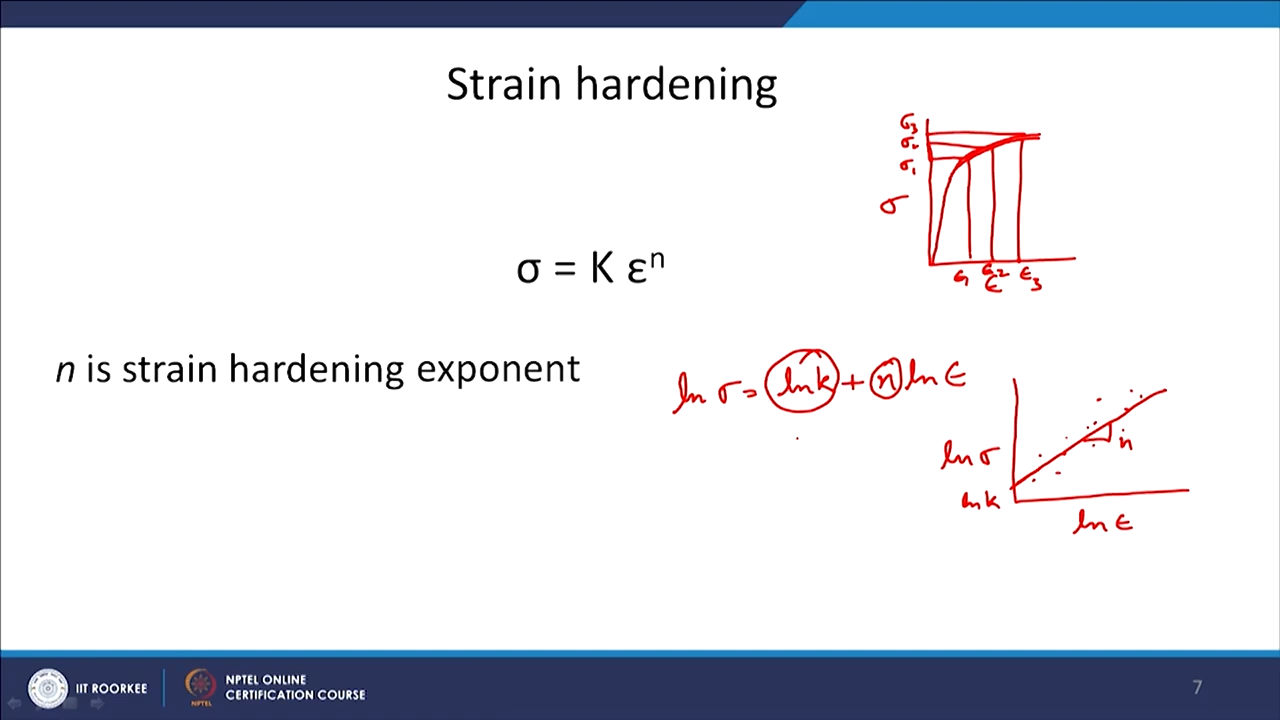 Strain hardening
σ3
σ2
σ1
σ
ϵ1 ϵ2 ϵ3
ϵ
σ = K εⁿ
n is strain hardening exponent
ln σ = ln k + n ln ϵ
n
ln σ
ln k
ln ϵ
IIT ROORKEE
NPTEL ONLINE
CERTIFICATION COURSE
NPTEL
7